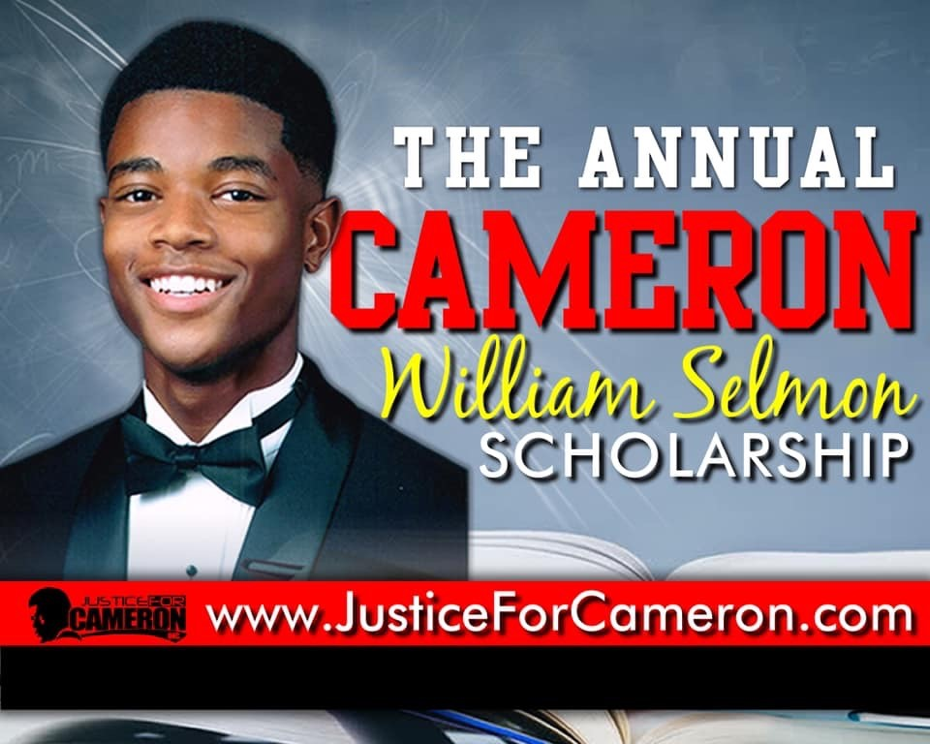 THE ANNUAL
CAMERON
William Selmon
SCHOLARSHIP
JUSTICE FOR
CAMERON
www.JusticeForCameron.com